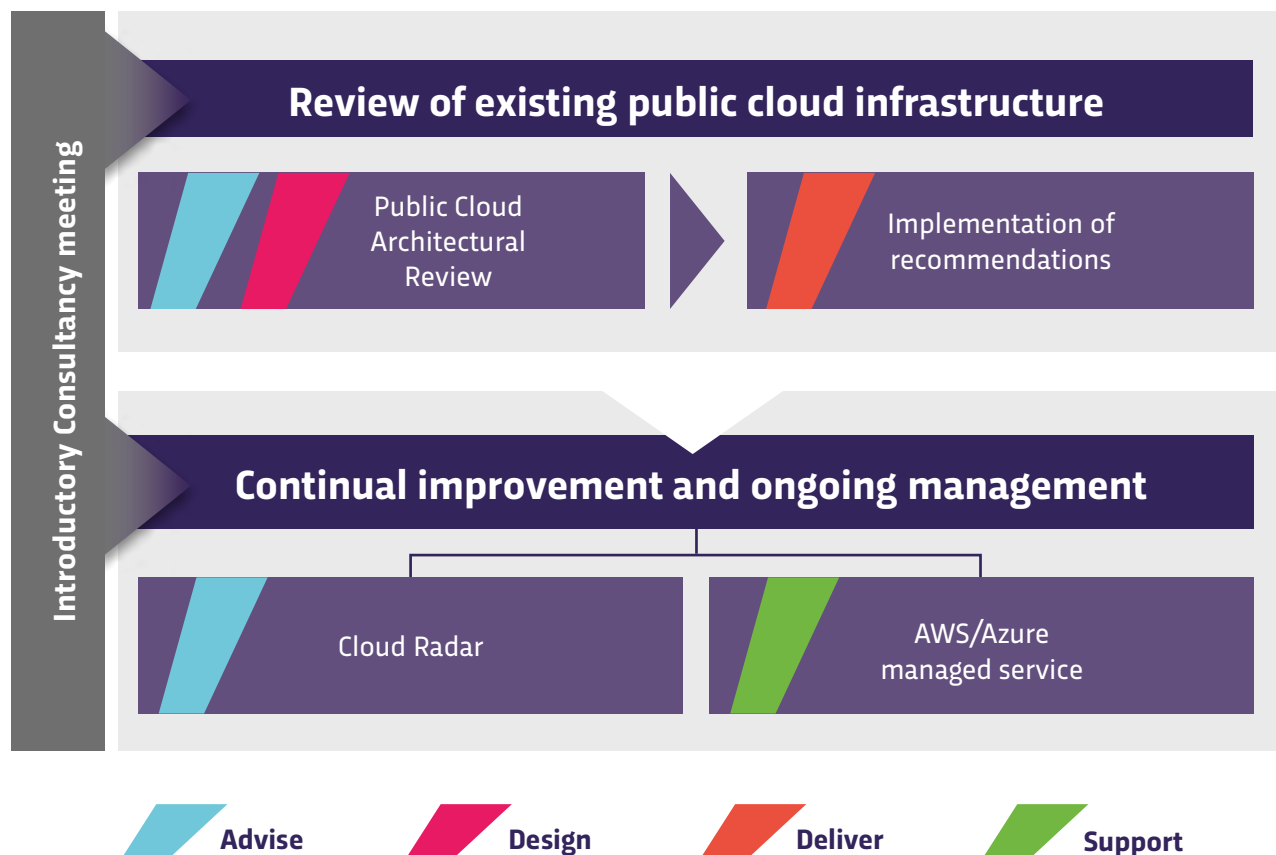 Introductory Consultancy meeting
Review of existing public cloud infrastructure
Public Cloud
Architectural
Review
Implementation of
recommendations
Continual improvement and ongoing management
Cloud Radar
AWS/Azure
managed service
Advise
Design
Deliver
Support